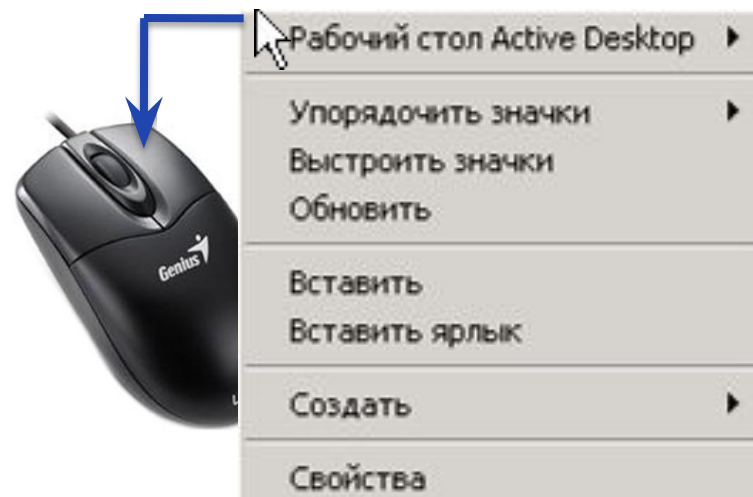 Рабочий стол Active Desktop
Упорядочить значки
Выстроить значки
Обновить
Вставить
Вставить ярлык
Создать
Свойства
Genius